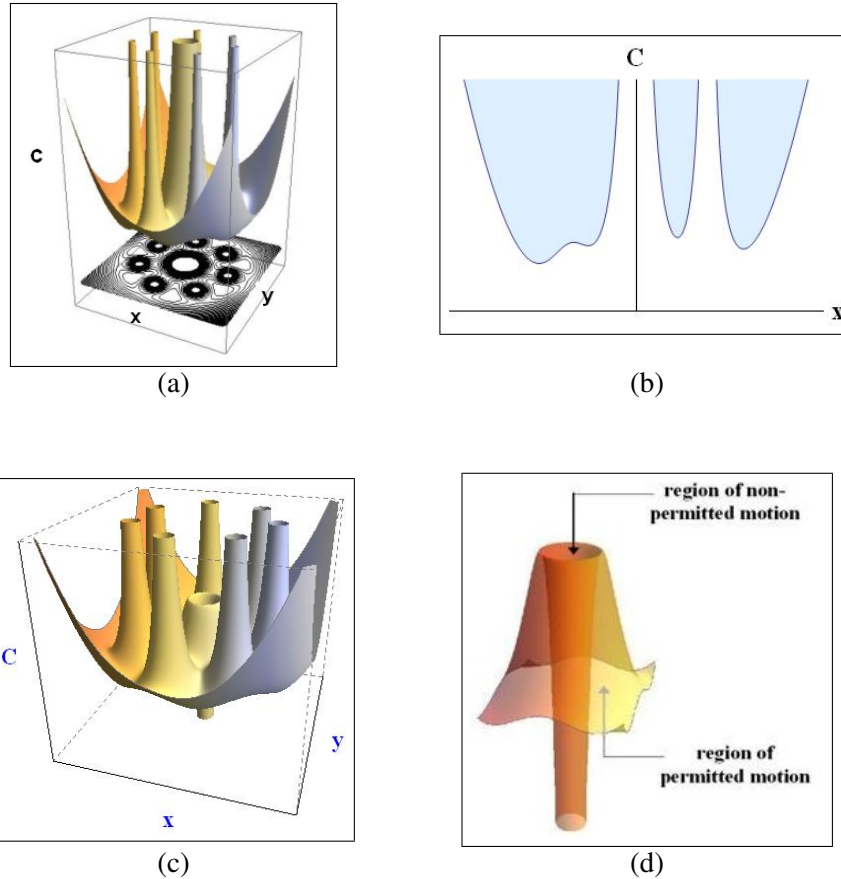 C
x
y
(a)
C
x
(b)
C
x
y
(c)
region of non-
permitted motion
region of
permitted motion
(d)